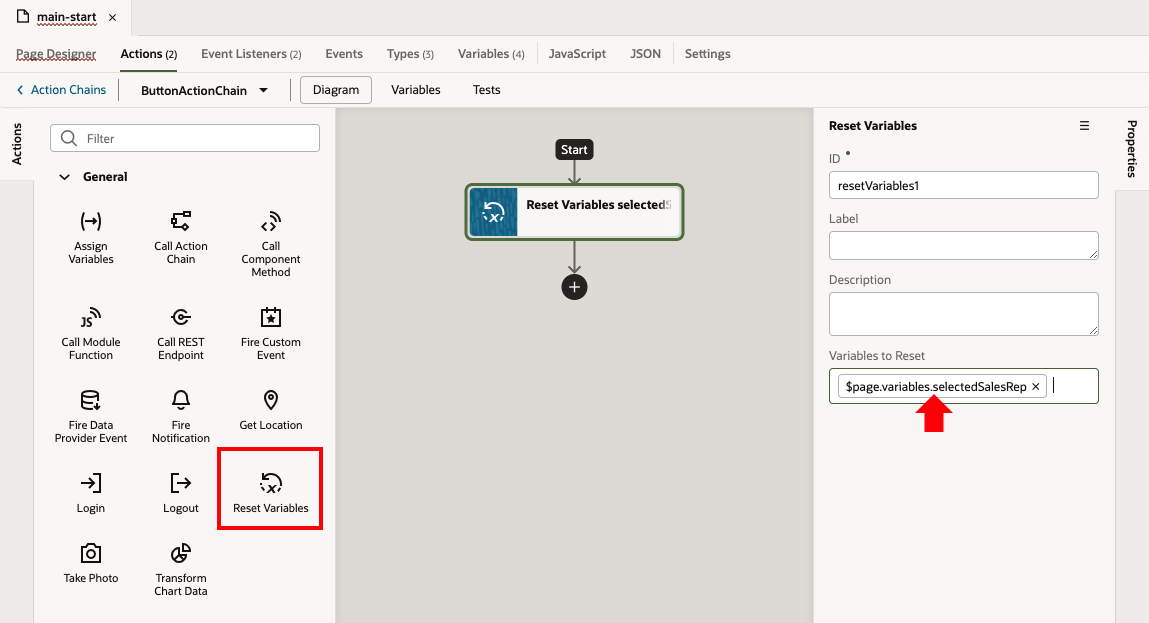 main-start
Page Designer
Actions (2)
Event Listeners (2)
Events
Types (3)
Variables (4)
JavaScript
JSON
Settings
Action Chains
ButtonActionChain
Diagram
Variables
Tests
Actions
Filter
General
Assign
Variables
Call Action
Chain
Call
Component
Method
JS
Call Module
Function
Call REST
Endpoint
Fire Custom
Event
Fire Data
Provider Event
Fire
Notification
Get Location
Login
Logout
x
Reset Variables
Take Photo
Transform
Chart Data
Start
x
Reset Variables selectedS
Reset Variables
ID
resetVariables1
Label
Description
Variables to Reset
$page.variables.selectedSalesRep
Properties